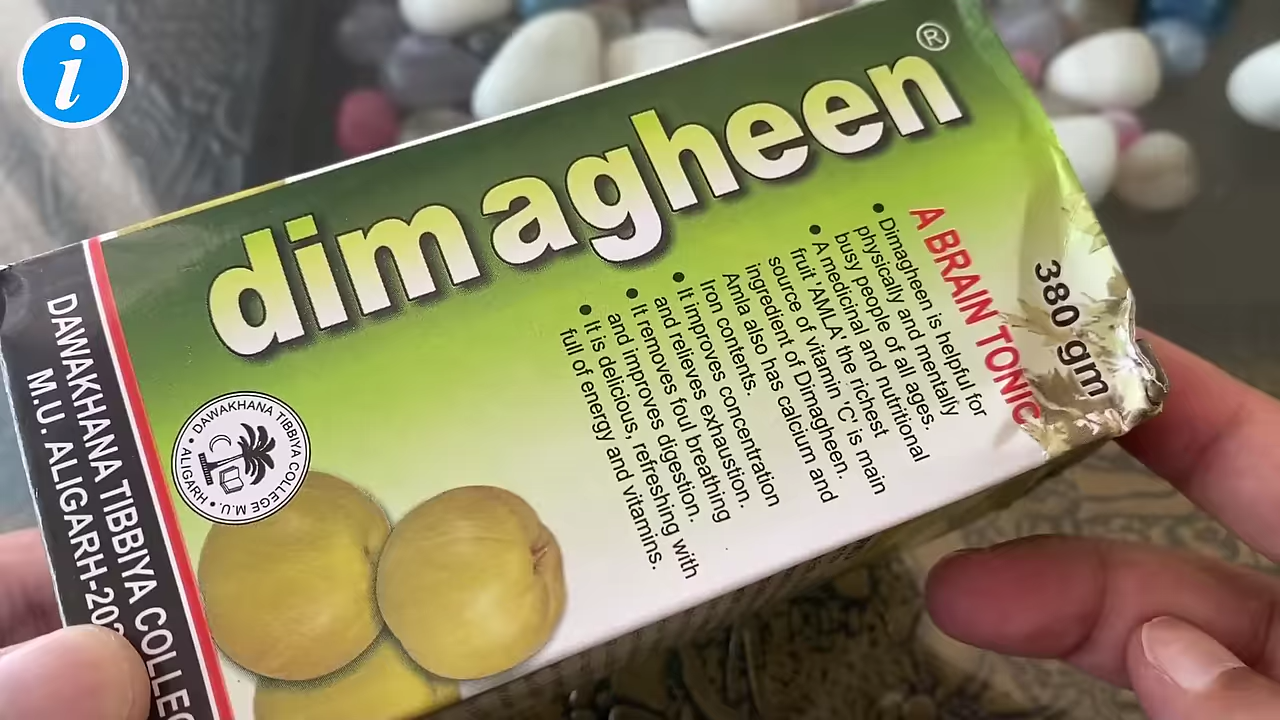 i
dimagheen®
A BRAIN TONIC
380 gm
• Dimagheen is helpful for
physically and mentally
busy people of all ages.
• A medicinal and nutritional
fruit 'AMLA' the richest
source of vitamin 'C' is main
ingredient of Dimagheen.
Amla also has calcium and
Iron contents.
• It improves concentration
and relieves exhaustion.
• It removes foul breathing
and improves digestion.
• It is delicious, refreshing with
full of energy and vitamins.
• DAWAKHANA TIBBIYA COLLEGE M.U. • ALIGARH
DAWAKHANA TIBBIYA COLLEG
M.U. ALIGARH-202